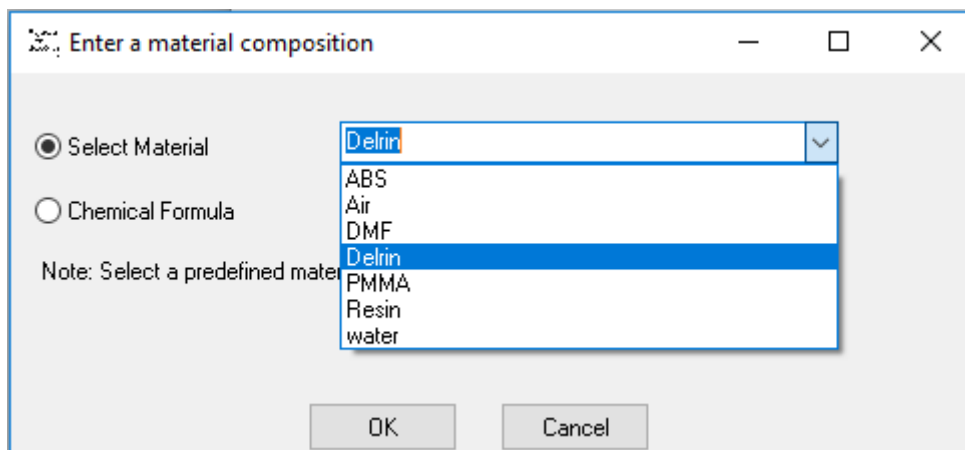 Enter a material composition
Select Material
Delrin
ABS
Air
DMF
Delrin
PMMA
Resin
water
Chemical Formula
Note: Select a predefined
OK
Cancel